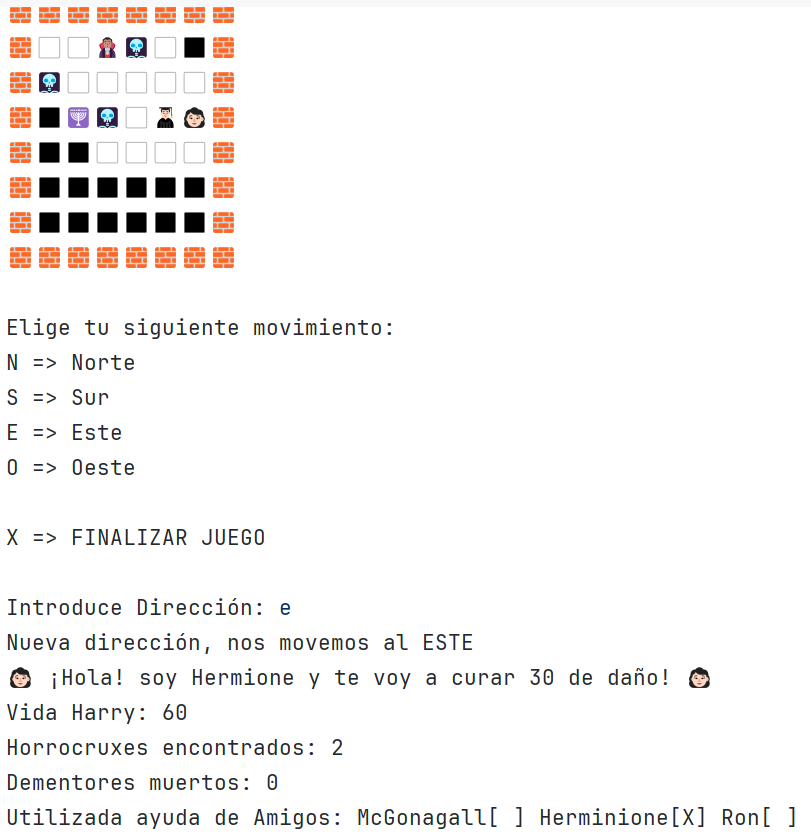 Elige tu siguiente movimiento:
N => Norte
S => Sur
E => Este
O => Oeste
X => FINALIZAR JUEGO
Introduce Dirección: e
Nueva dirección, nos movemos al ESTE
¡Hola! soy Hermione y te voy a curar 30 de daño!
Vida Harry: 60
Horrocruxes encontrados: 2
Dementores muertos: 0
Utilizada ayuda de Amigos: McGonagall[ ] Herminione[X] Ron[ ]